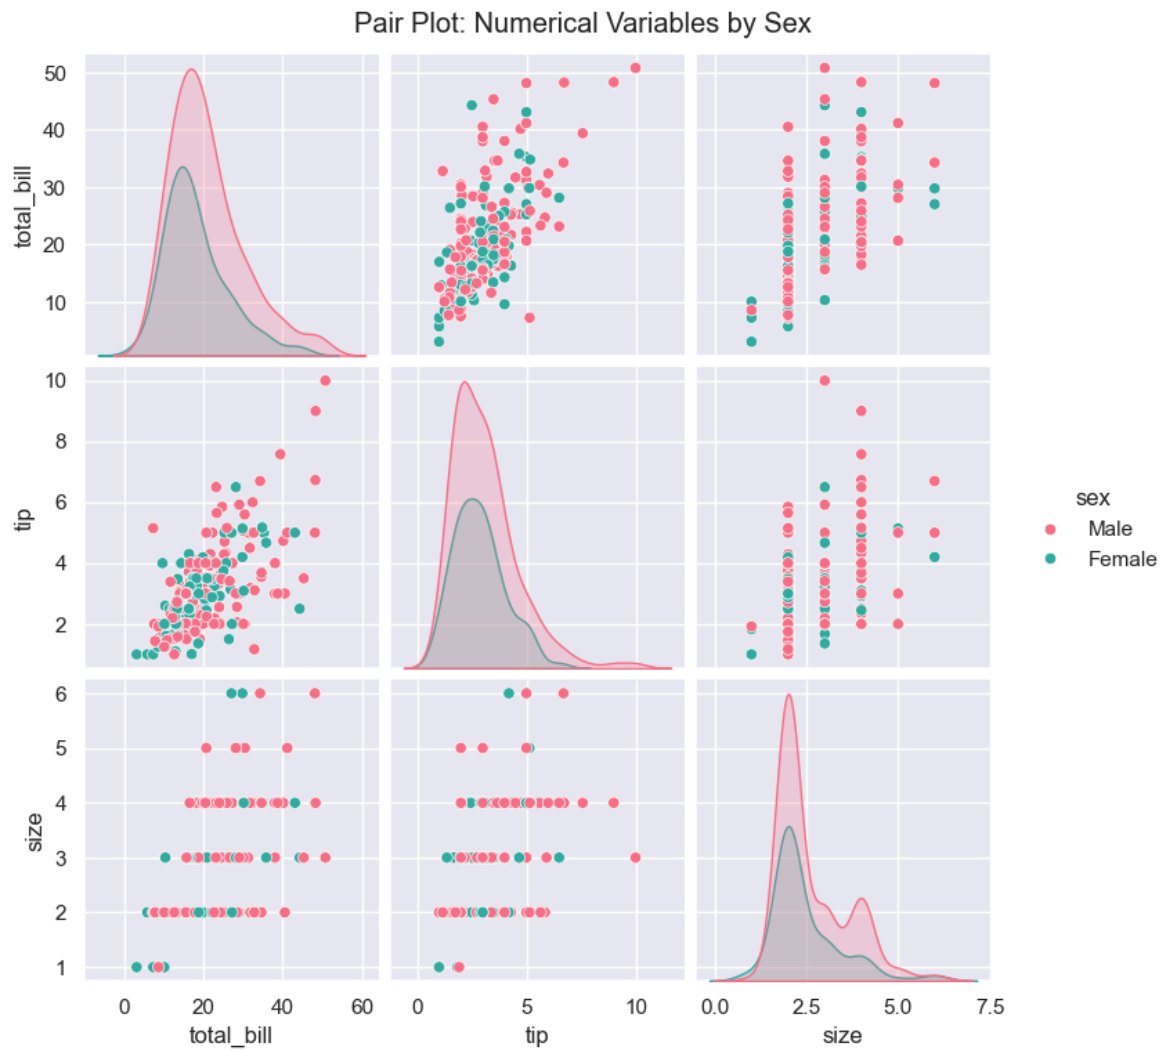 Pair Plot: Numerical Variables by Sex
50
40
30
20
10
total_bill
10
8
6
4
2
tip
sex
Male
Female
6
5
4
3
2
1
size
0 20 40 60
0 5 10
0.0 2.5 5.0 7.5
total_bill tip size